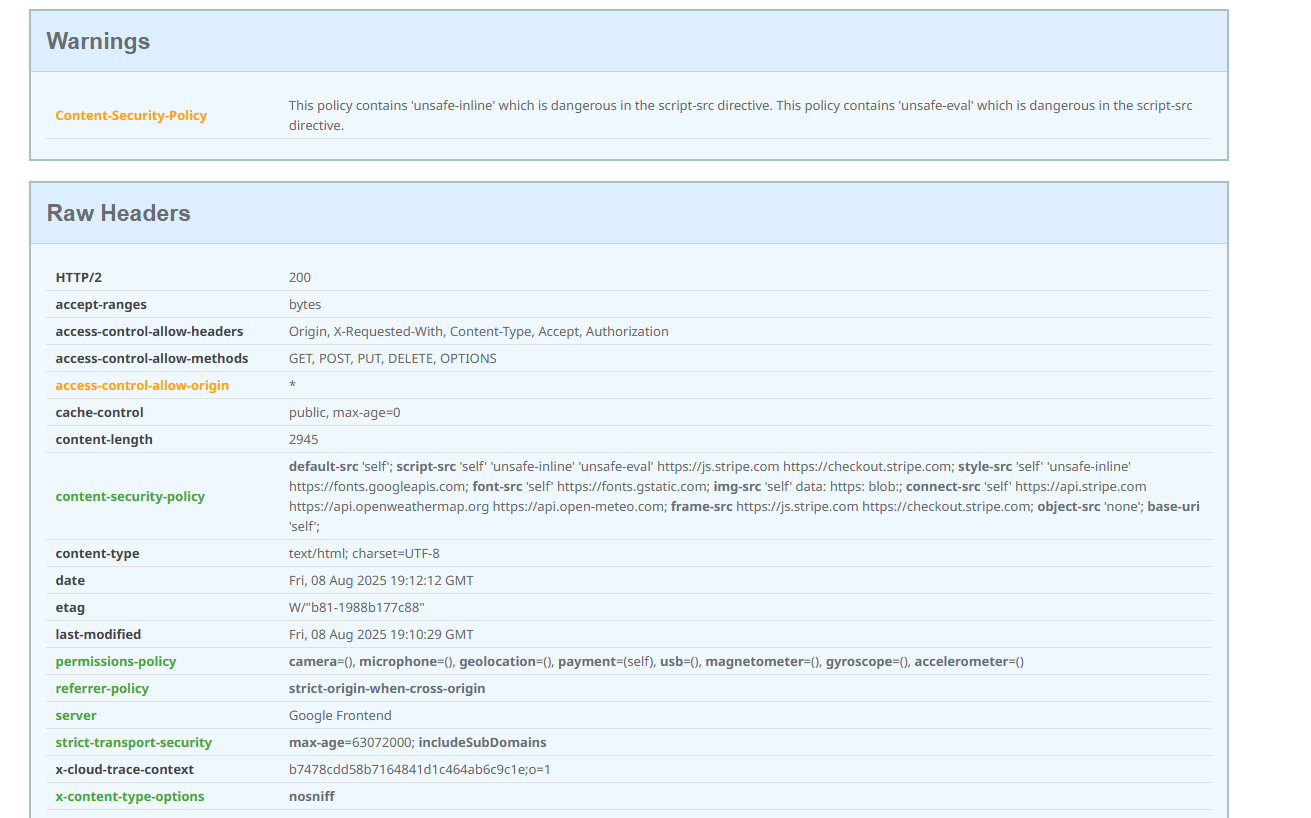 Warnings
Content-Security-Policy
This policy contains 'unsafe-inline' which is dangerous in the script-src directive. This policy contains 'unsafe-eval' which is dangerous in the script-src
directive.
Raw Headers
HTTP/2 200
accept-ranges bytes
access-control-allow-headers Origin, X-Requested-With, Content-Type, Accept, Authorization
access-control-allow-methods GET, POST, PUT, DELETE, OPTIONS
access-control-allow-origin *
cache-control public, max-age=0
content-length 2945
content-security-policy
default-src 'self'; script-src 'self' 'unsafe-inline' 'unsafe-eval' https://js.stripe.com https://checkout.stripe.com; style-src 'self' 'unsafe-inline'
https://fonts.googleapis.com; font-src 'self' https://fonts.gstatic.com; img-src 'self' data: https: blob:; connect-src 'self' https://api.stripe.com
https://api.openweathermap.org https://api.open-meteo.com; frame-src https://js.stripe.com https://checkout.stripe.com; object-src 'none'; base-uri
'self';
content-type text/html; charset=UTF-8
date Fri, 08 Aug 2025 19:12:12 GMT
etag W/"b81-1988b177c88"
last-modified Fri, 08 Aug 2025 19:10:29 GMT
permissions-policy camera=(), microphone=(), geolocation=(), payment=(self), usb=(), magnetometer=(), gyroscope=(), accelerometer=()
referrer-policy strict-origin-when-cross-origin
server Google Frontend
strict-transport-security max-age=63072000; includeSubDomains
x-cloud-trace-context b7478cdd58b7164841d1c464ab6c9c1e;o=1
x-content-type-options nosniff